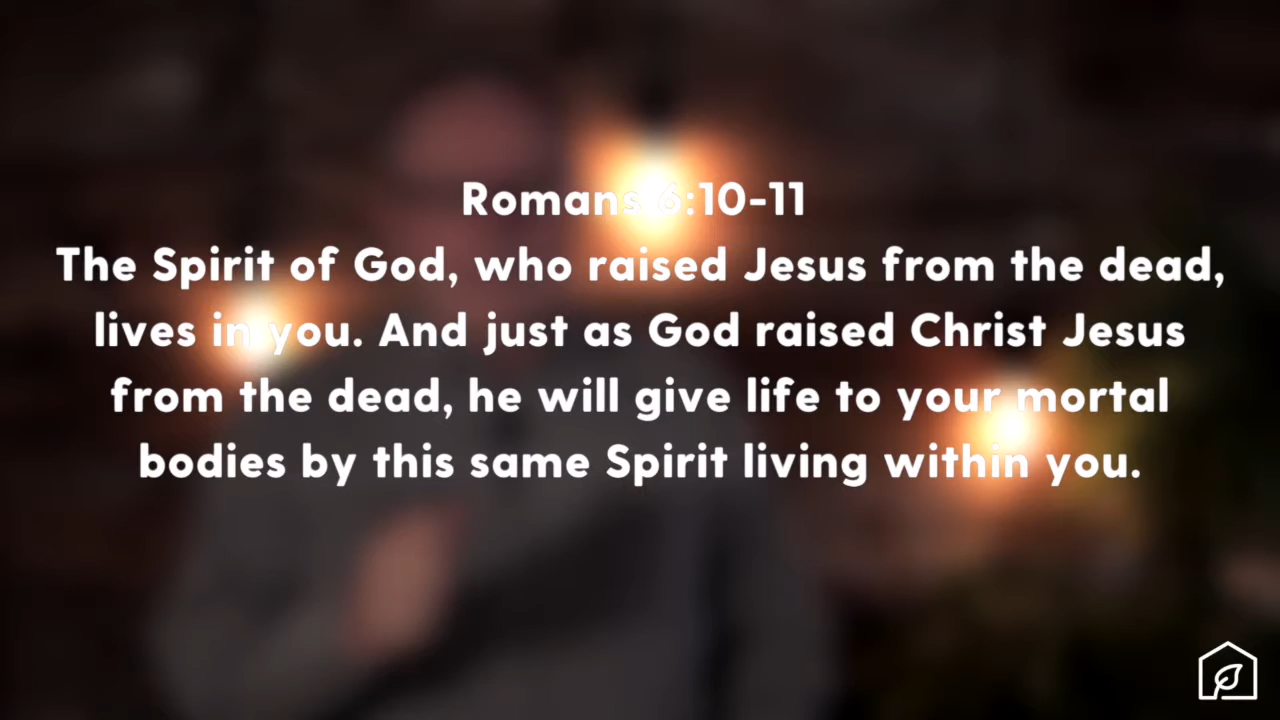 Romans 6:10-11
The Spirit of God, who raised Jesus from the dead,
lives in you. And just as God raised Christ Jesus
from the dead, he will give life to your mortal
bodies by this same Spirit living within you.